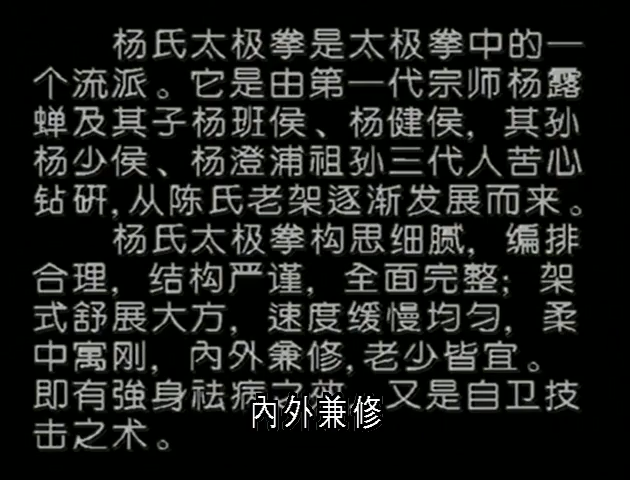 杨氏太极拳是太极拳中的一
个流派。它是由第一代宗师杨露
蝉及其子杨班侯、杨健侯，其孙
杨少侯、杨澄浦祖孙三代人苦心
钻研,从陈氏老架逐渐发展而来。
杨氏太极拳构思细腻，编排
合理，结构严谨，全面完整；架
式舒展大方，速度缓慢均匀，柔
中寓刚，内外兼修,老少皆宜。
即有強身祛病之效，又是自卫技
击之术。
內外兼修